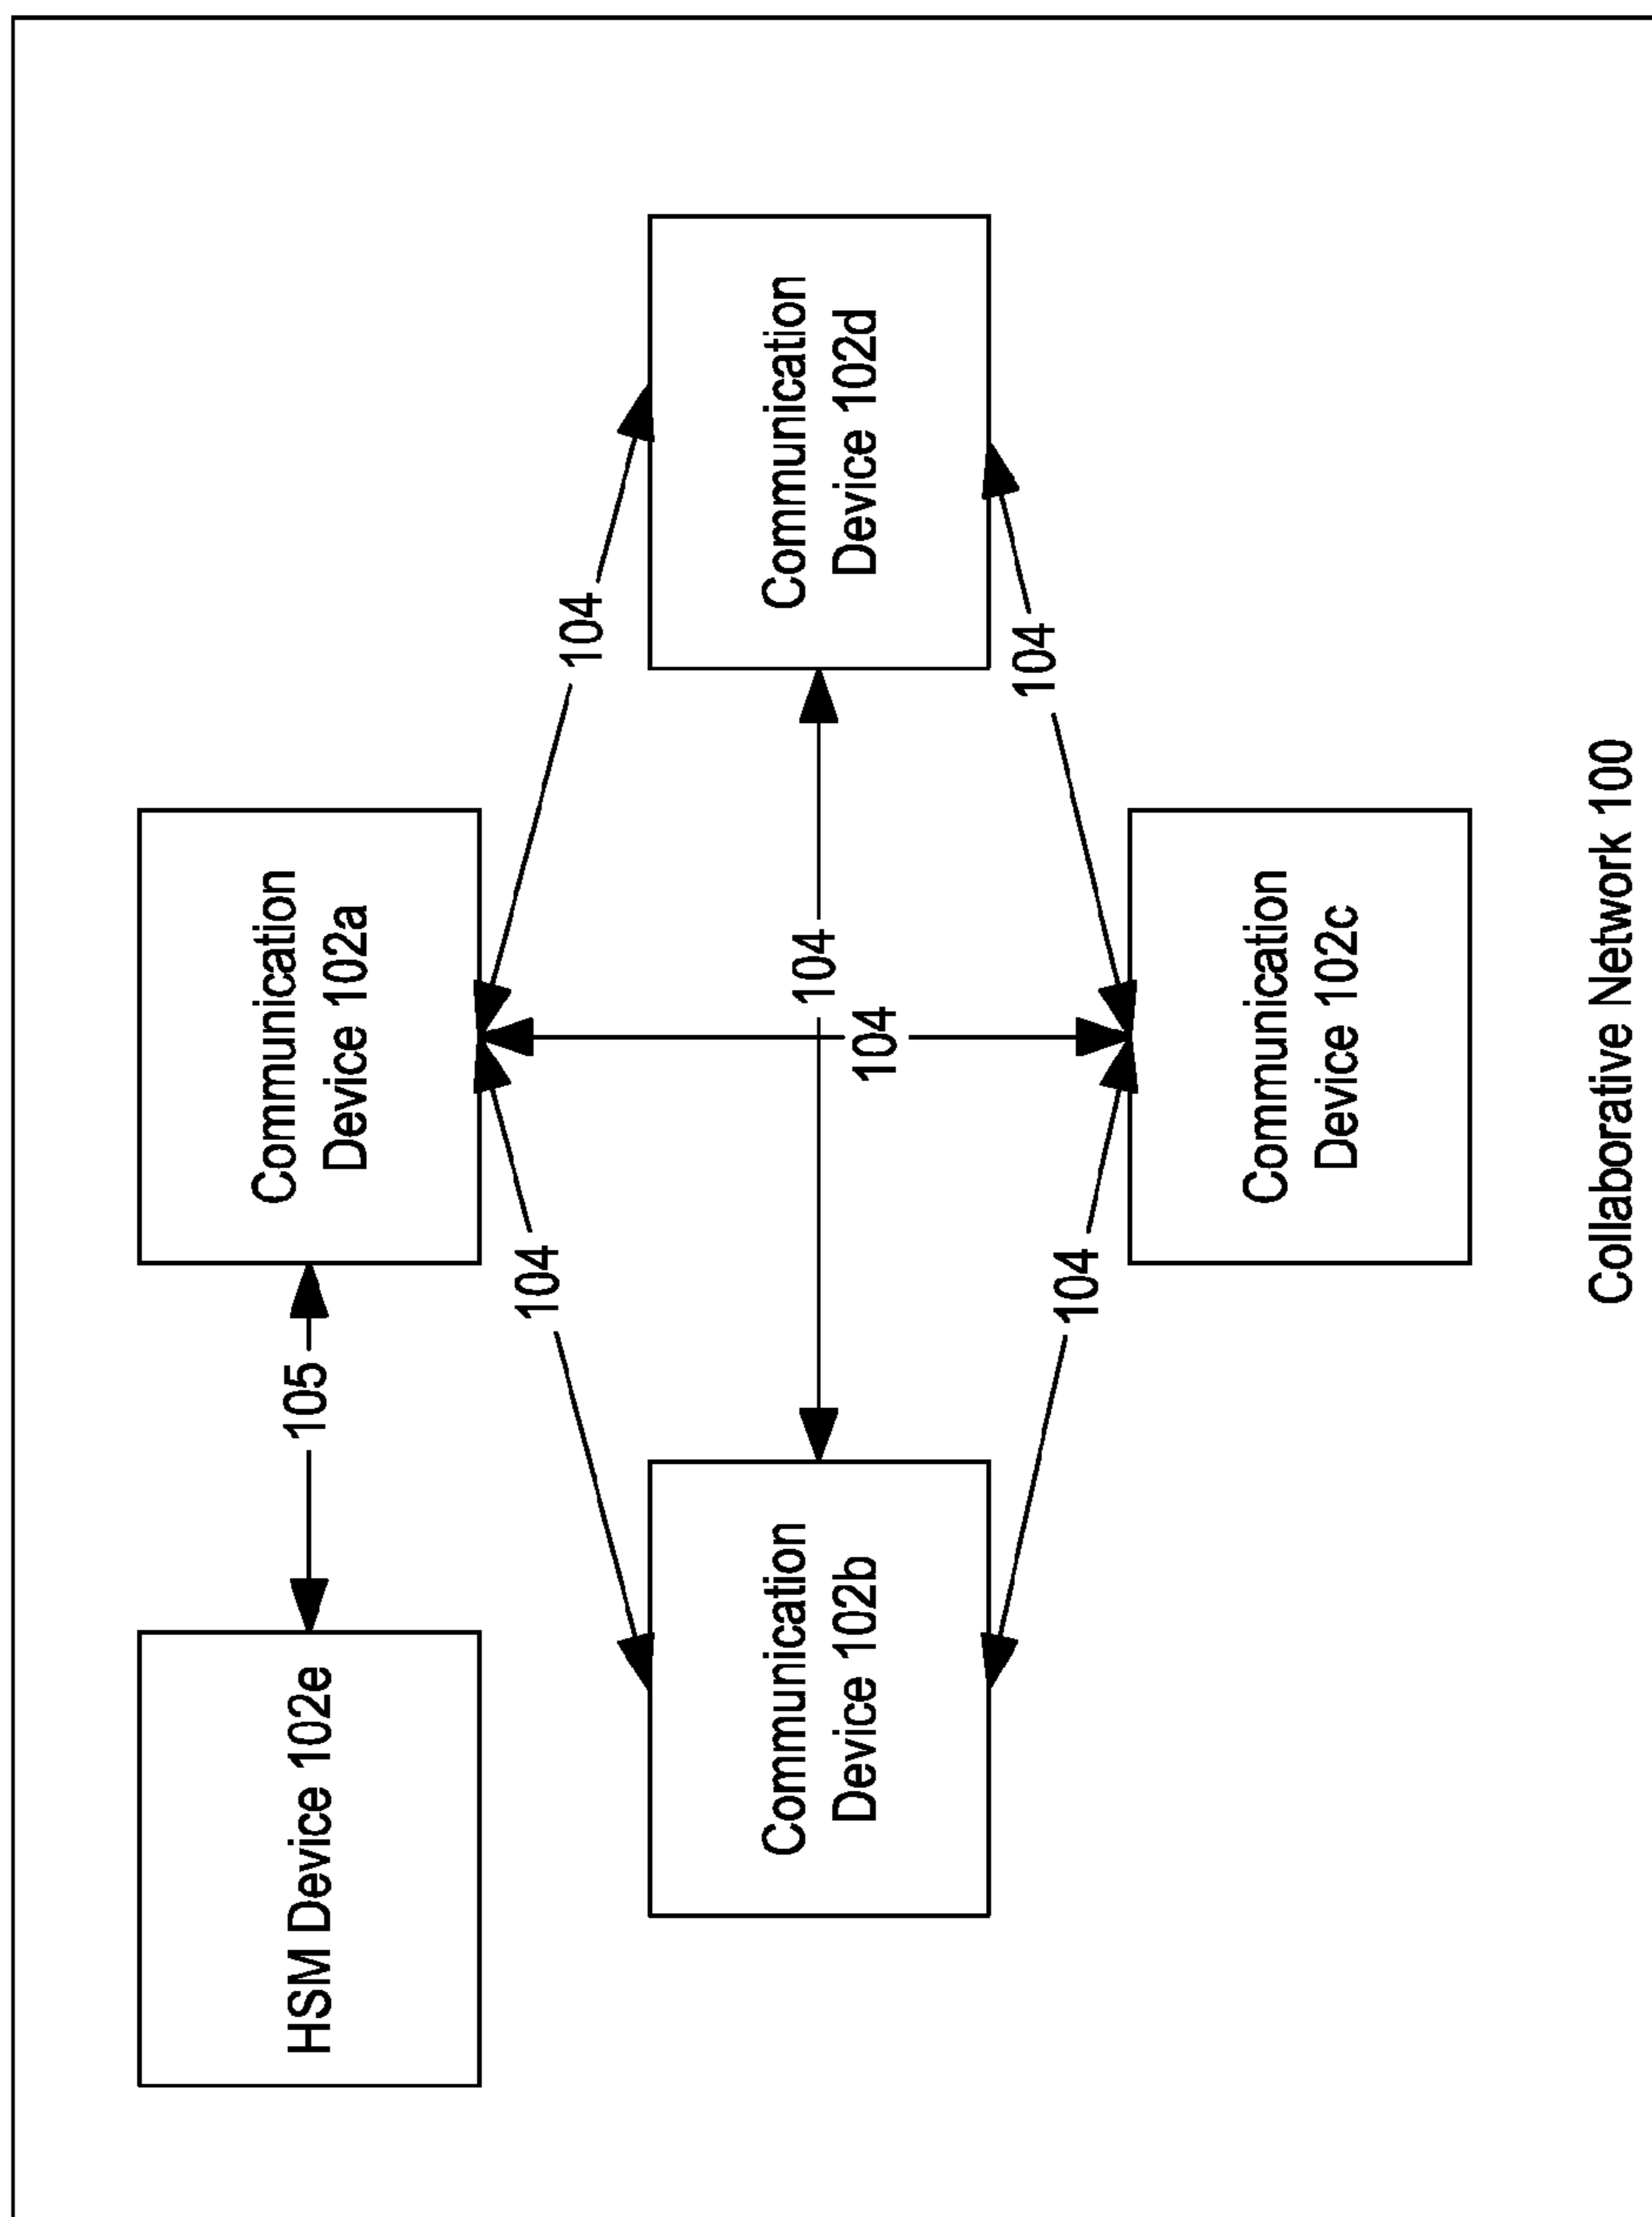 HSM Device 102e
105
Communication
Device 102a
104
104
Communication
Device 102b
104
104
Communication
Device 102d
104
104
Communication
Device 102c
Collaborative Network 100